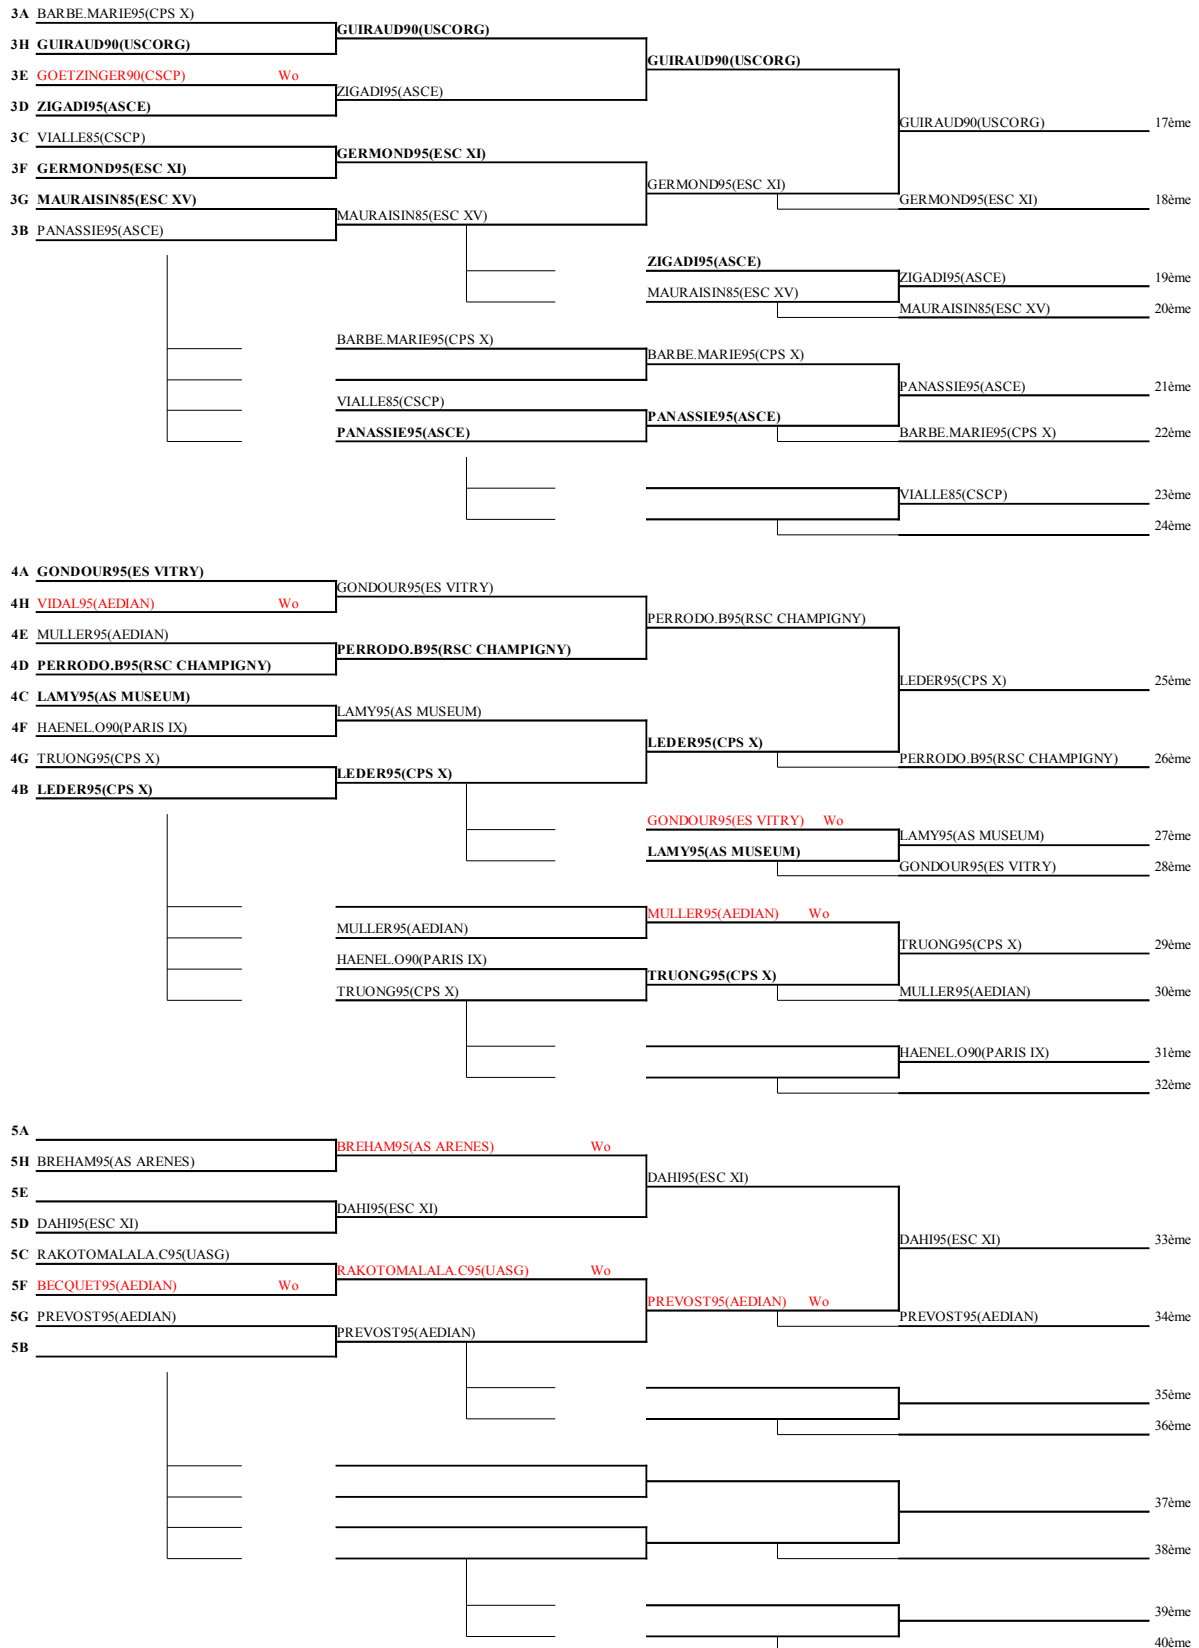 3A BARBE.MARIE95(CPS X)
GUIRAUD90(USCORG)
3H GUIRAUD90(USCORG)
GUIRAUD90(USCORG)
3E GOETZINGER90(CSCP) Wo
ZIGADI95(ASCE)
3D ZIGADI95(ASCE)
GUIRAUD90(USCORG) 17ème
3C VIALLE85(CSCP)
GERMOND95(ESC XI)
3F GERMOND95(ESC XI)
GERMOND95(ESC XI)
3G MAURAISIN85(ESC XV) GERMOND95(ESC XI) 18ème
MAURAISIN85(ESC XV)
3B PANASSIE95(ASCE)
ZIGADI95(ASCE)
ZIGADI95(ASCE) 19ème
MAURAISIN85(ESC XV)
MAURAISIN85(ESC XV) 20ème
BARBE.MARIE95(CPS X)
BARBE.MARIE95(CPS X)
PANASSIE95(ASCE) 21ème
VIALLE85(CSCP)
PANASSIE95(ASCE)
PANASSIE95(ASCE) BARBE.MARIE95(CPS X) 22ème
VIALLE85(CSCP) 23ème
24ème
4A GONDOUR95(ES VITRY)
GONDOUR95(ES VITRY)
4H VIDAL95(AEDIAN) Wo
PERRODO.B95(RSC CHAMPIGNY)
4E MULLER95(AEDIAN)
PERRODO.B95(RSC CHAMPIGNY)
4D PERRODO.B95(RSC CHAMPIGNY)
LEDER95(CPS X) 25ème
4C LAMY95(AS MUSEUM)
LAMY95(AS MUSEUM)
4F HAENEL.O90(PARIS IX)
LEDER95(CPS X)
4G TRUONG95(CPS X) PERRODO.B95(RSC CHAMPIGNY) 26ème
LEDER95(CPS X)
4B LEDER95(CPS X)
GONDOUR95(ES VITRY) Wo
LAMY95(AS MUSEUM) 27ème
LAMY95(AS MUSEUM)
GONDOUR95(ES VITRY) 28ème
MULLER95(AEDIAN) Wo
MULLER95(AEDIAN)
TRUONG95(CPS X) 29ème
HAENEL.O90(PARIS IX)
TRUONG95(CPS X)
TRUONG95(CPS X) MULLER95(AEDIAN) 30ème
HAENEL.O90(PARIS IX) 31ème
32ème
5A
BREHAM95(AS ARENES) Wo
5H BREHAM95(AS ARENES)
DAHI95(ESC XI)
5E
DAHI95(ESC XI)
5D DAHI95(ESC XI)
DAHI95(ESC XI) 33ème
5C RAKOTOMALALA.C95(UASG)
RAKOTOMALALA.C95(UASG) Wo
5F BECQUET95(AEDIAN) Wo
PREVOST95(AEDIAN) Wo
5G PREVOST95(AEDIAN) PREVOST95(AEDIAN) 34ème
PREVOST95(AEDIAN)
5B
35ème
36ème
37ème
38ème
39ème
40ème